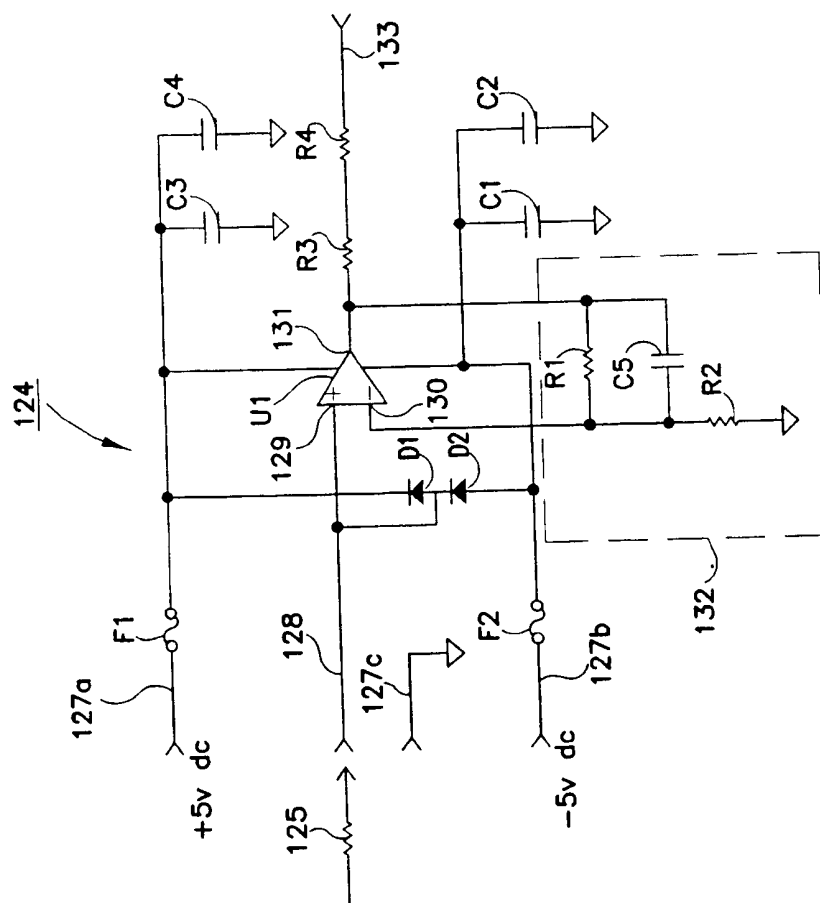 124
127a
F1
+5v dc
C3
C4
R3
R4
133
U1
129
+
131
−
130
128
125
D1
D2
127c
F2
127b
-5v dc
C1
C2
R1
C5
R2
132